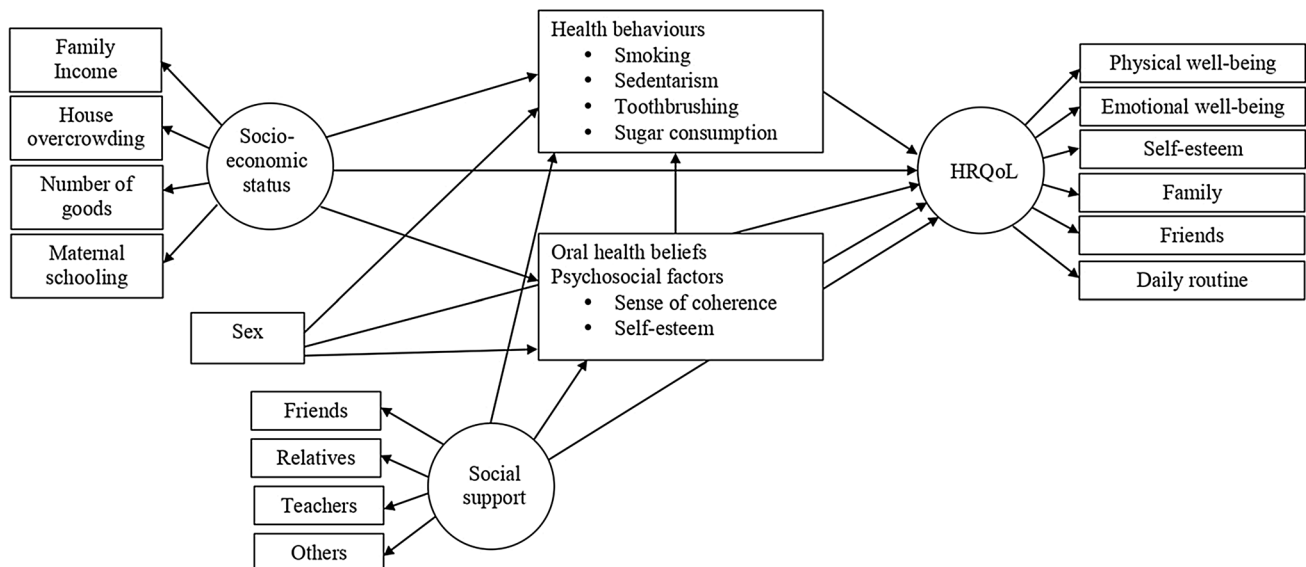 Family
Income
House
overcrowding
Number of
goods
Maternal
schooling
Socio-
economic
status
Sex
Friends
Relatives
Teachers
Others
Social
support
Health behaviours
• Smoking
• Sedentarism
• Toothbrushing
• Sugar consumption
Oral health beliefs
Psychosocial factors
• Sense of coherence
• Self-esteem
HRQoL
Physical well-being
Emotional well-being
Self-esteem
Family
Friends
Daily routine